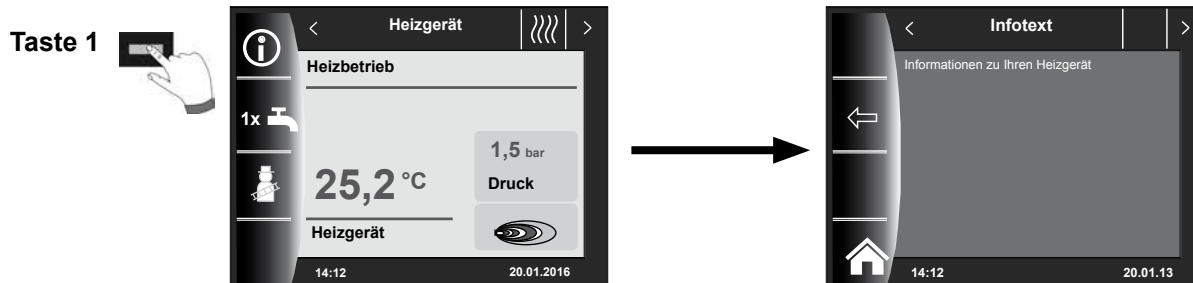 Taste 1
< Heizgerät >
Heizbetrieb
1x
1,5 bar
25,2 °C
Druck
Heizgerät
14:12 20.01.2016
< Infotext >
Informationen zu Ihren Heizgerät
14:12 20.01.13